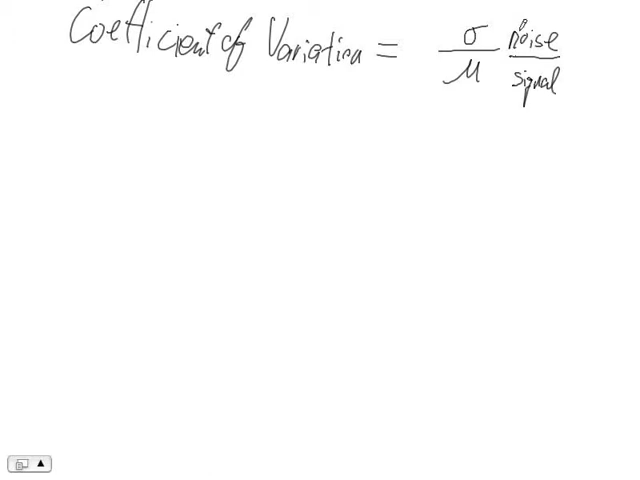 Coefficient of Variation = σ/μ noise/signal